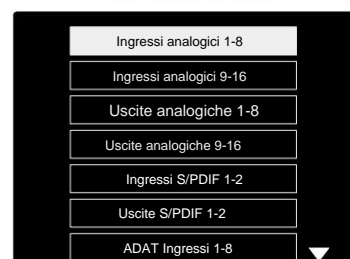 Ingressi analogici 1-8
Ingressi analogici 9-16
Uscite analogiche 1-8
Uscite analogiche 9-16
Ingressi S/PDIF 1-2
Uscite S/PDIF 1-2
ADAT Ingressi 1-8